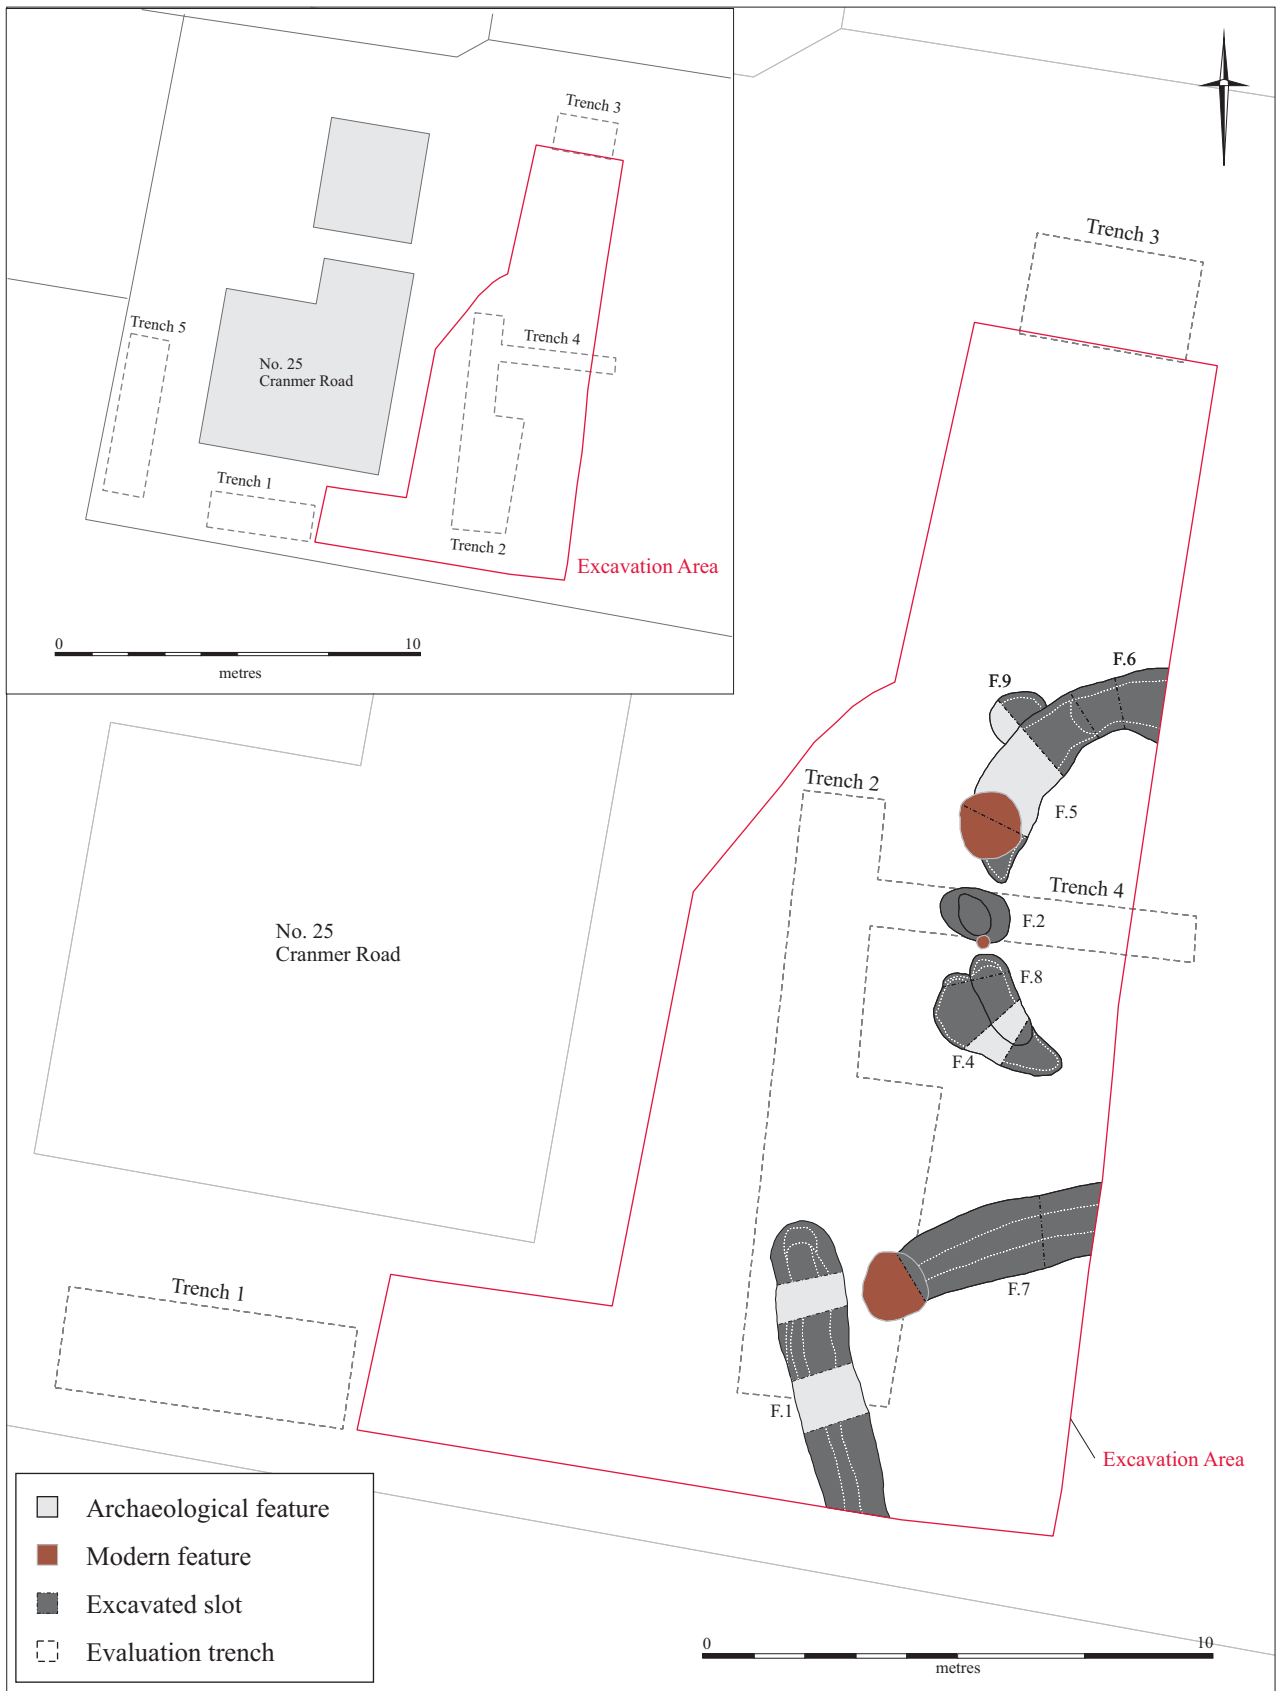 Trench 3
Trench 5
Trench 4
No. 25
Cranmer Road
Trench 1
Trench 2
Excavation Area
0 10
metres
Trench 3
F.6
F.9
Trench 2
F.5
Trench 4
F.2
No. 25
Cranmer Road
F.8
F.4
Trench 1
F.7
F.1
Excavation Area
Archaeological feature
Modern feature
Excavated slot
Evaluation trench
0 10
metres